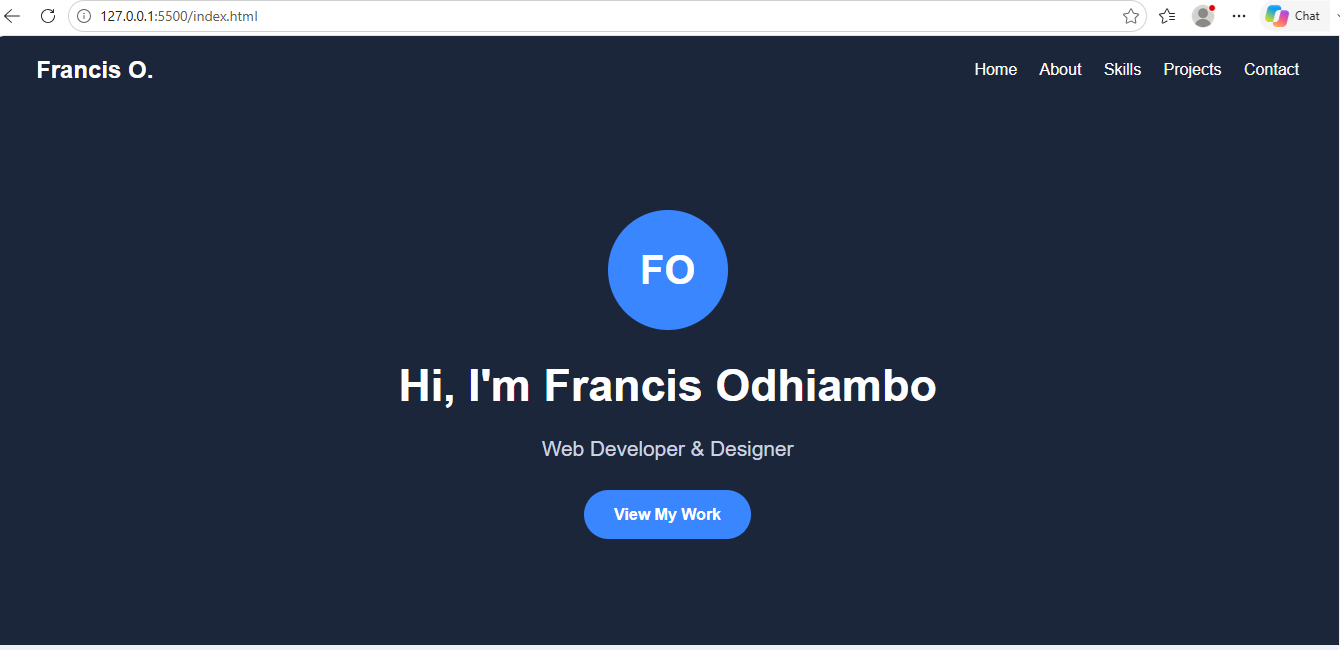 127.0.0.1:5500/index.html
Chat
Francis O.
Home About Skills Projects Contact
FO
Hi, I'm Francis Odhiambo
Web Developer & Designer
View My Work